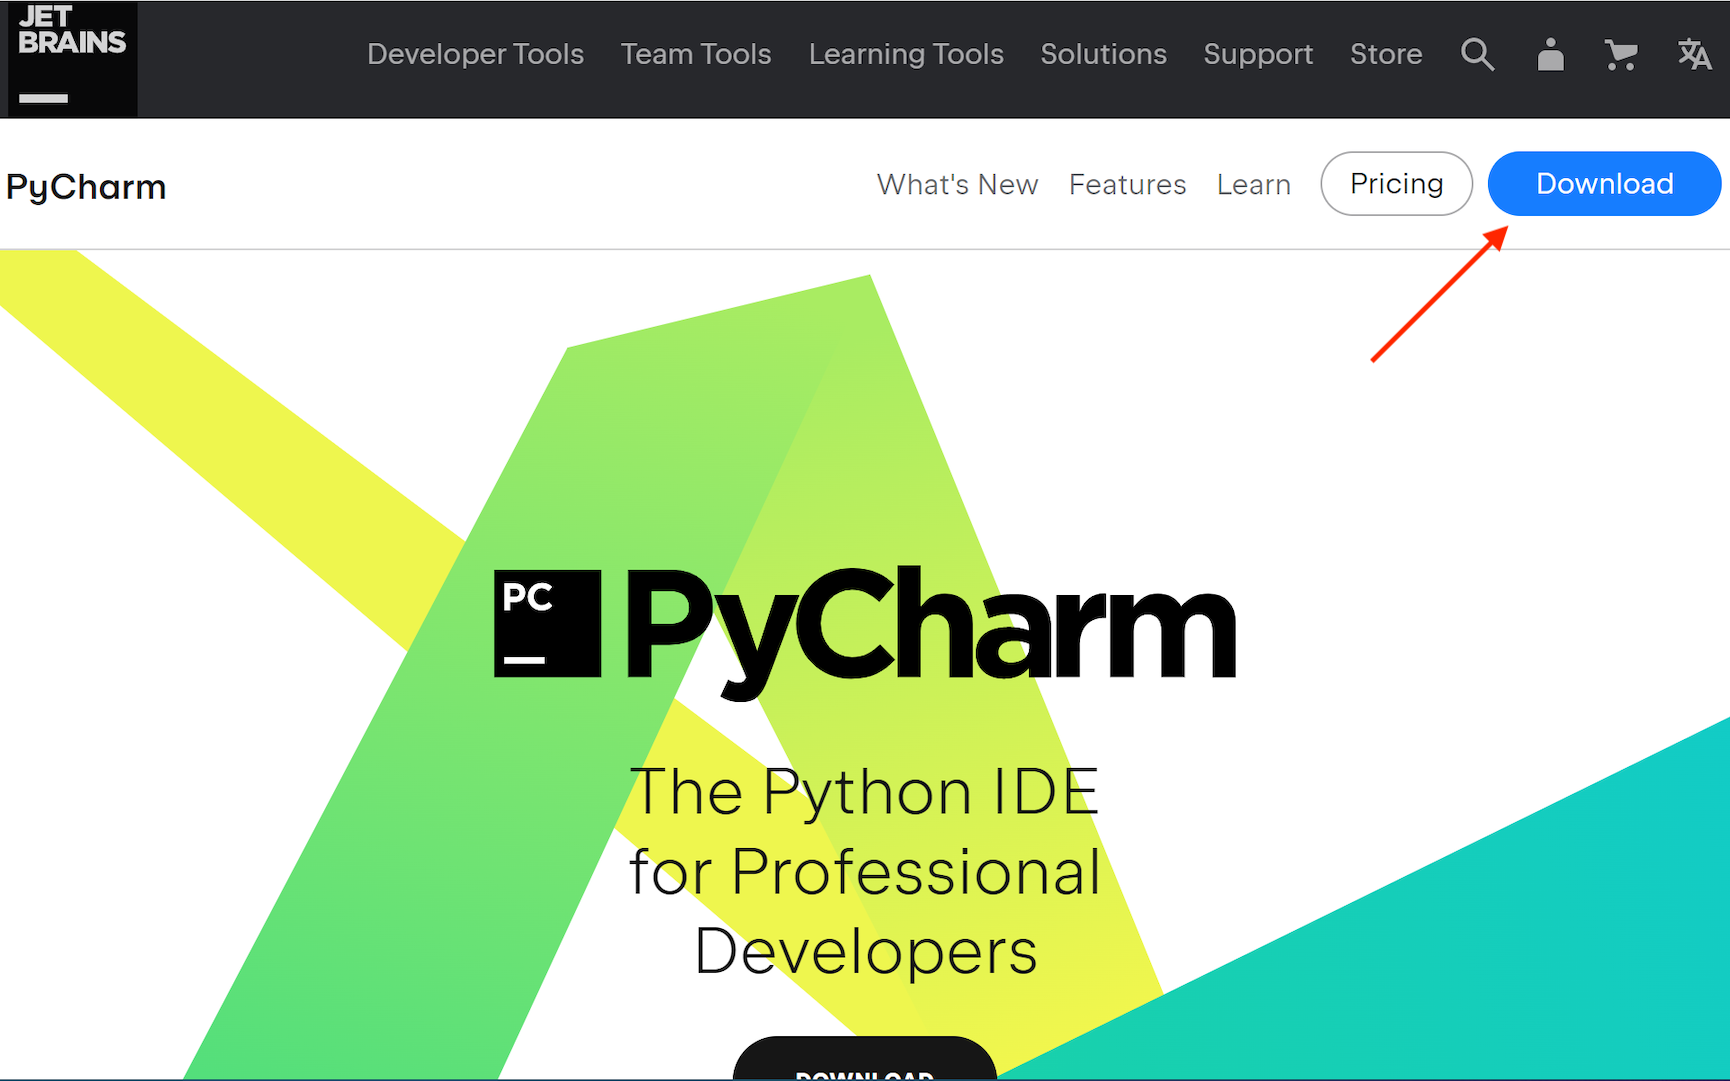 JET
BRAINS
Developer Tools Team Tools Learning Tools Solutions Support Store
PyCharm
What's New Features Learn Pricing Download
PC
PyCharm
The Python IDE
for Professional
Developers
DOWNLOAD